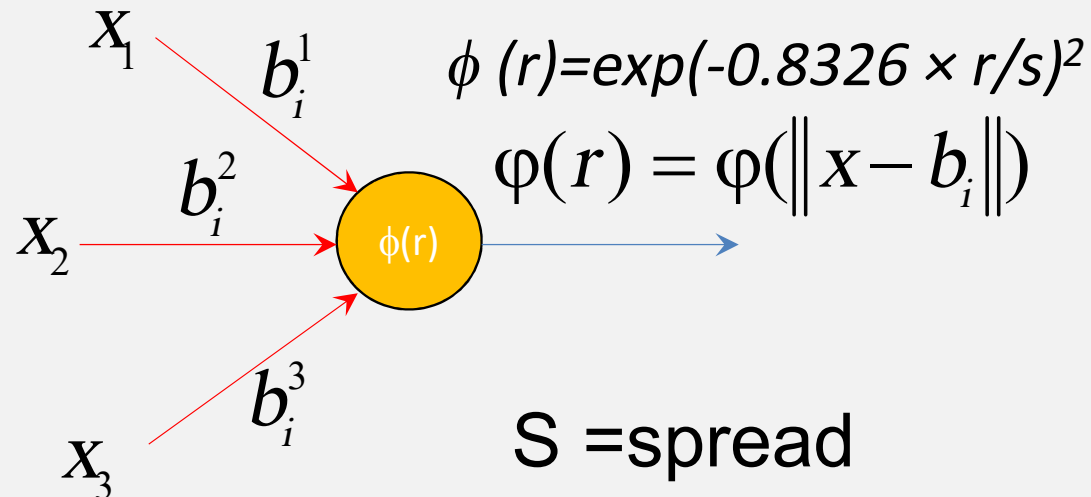 x₁
b_i^1
ϕ (r)=exp(-0.8326 × r/s)²
φ(r) = φ(‖x − b_i‖)
b_i^2
x₂
ϕ(r)
b_i^3
x₃
S =spread